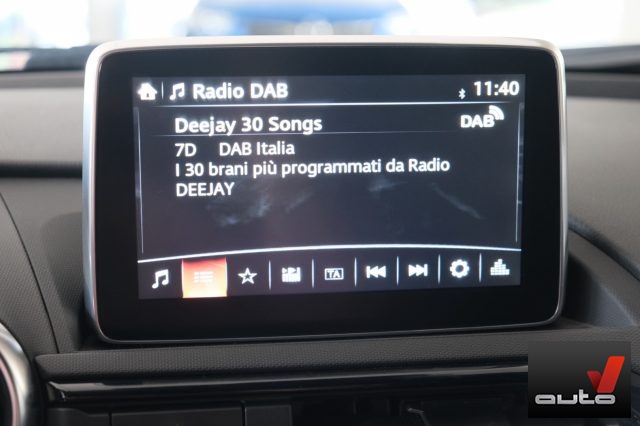 Radio DAB
11:40
Deejay 30 Songs
DAB
7D DAB Italia
I 30 brani più programmati da Radio
DEEJAY
TA
auto